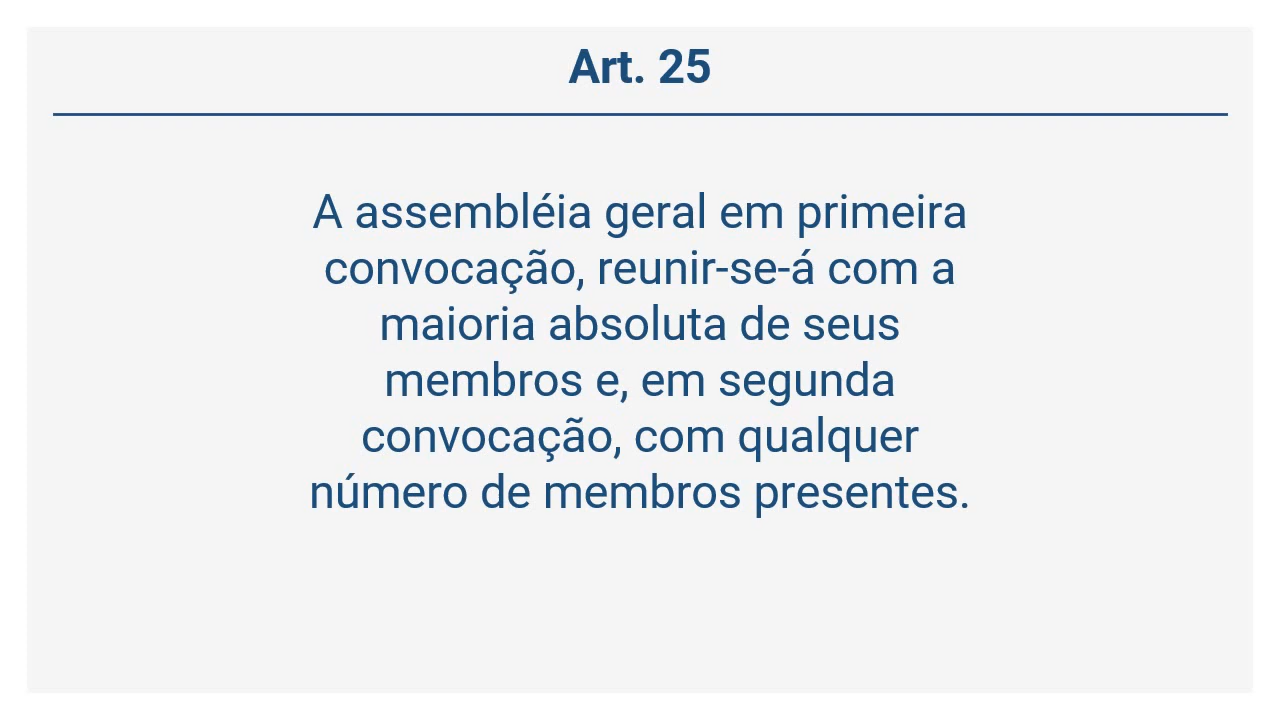 Art. 25
A assembléia geral em primeira
convocação, reunir-se-á com a
maioria absoluta de seus
membros e, em segunda
convocação, com qualquer
número de membros presentes.